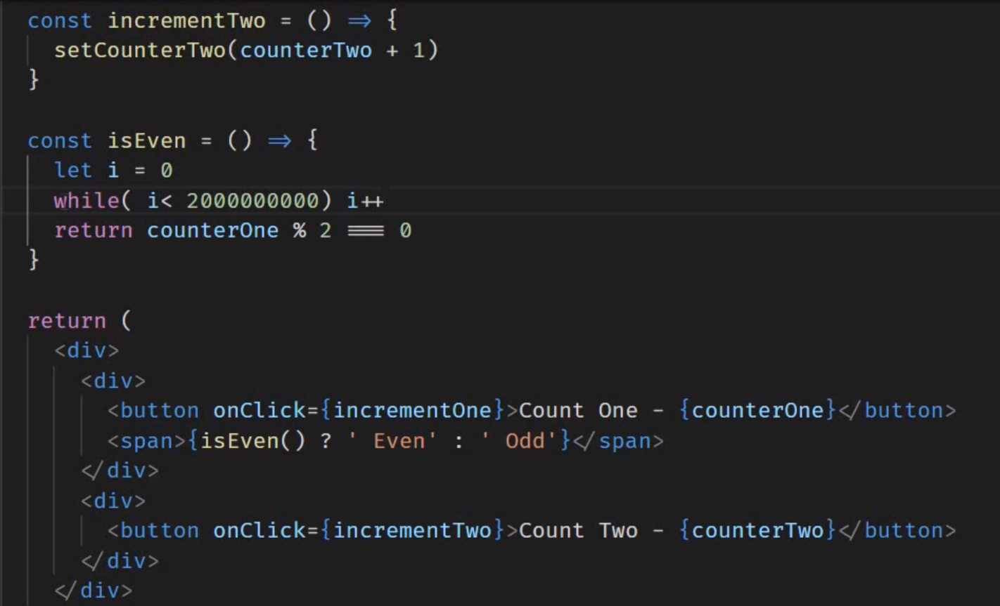 const incrementTwo = () => {
  setCounterTwo(counterTwo + 1)
}

const isEven = () => {
  let i = 0
  while( i< 2000000000) i++
  return counterOne % 2 === 0
}

return (
  <div>
    <div>
      <button onClick={incrementOne}>Count One - {counterOne}</button>
      <span>{isEven() ? ' Even' : ' Odd'}</span>
    </div>
    <div>
      <button onClick={incrementTwo}>Count Two - {counterTwo}</button>
    </div>
  </div>